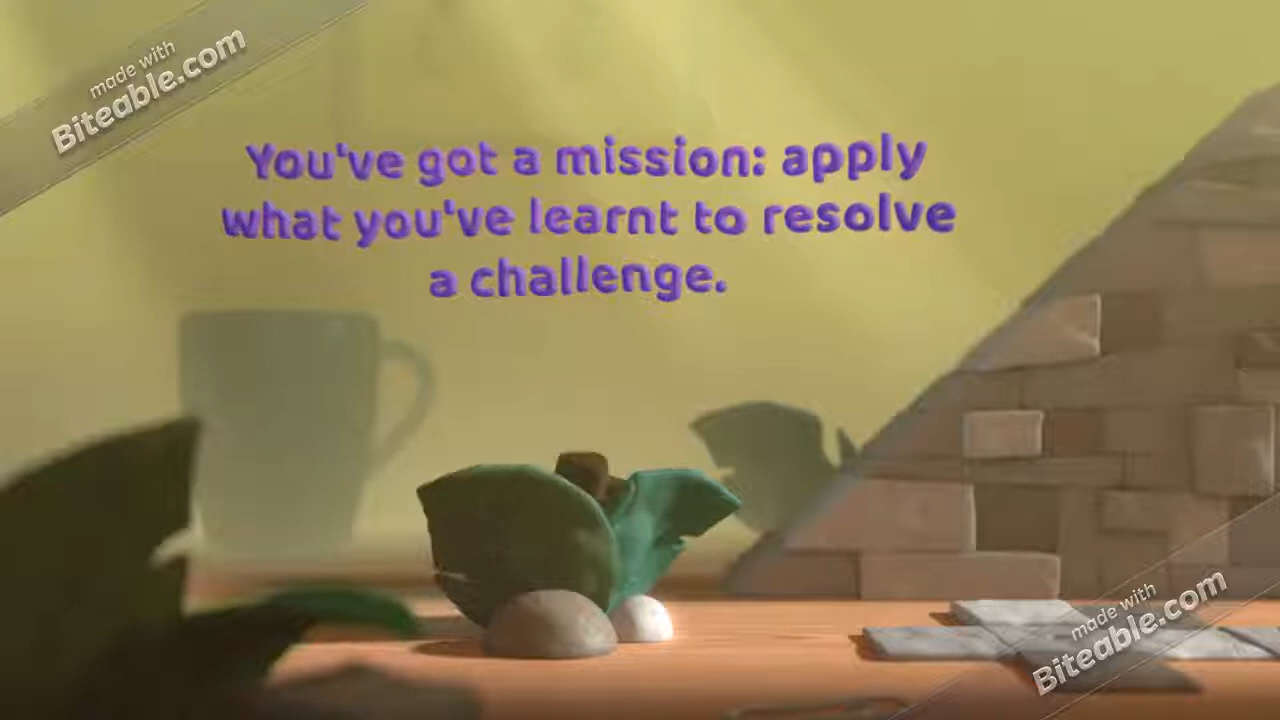 made with
Biteable.com
You've got a mission: apply
what you've learnt to resolve
a challenge.
made with
Biteable.com